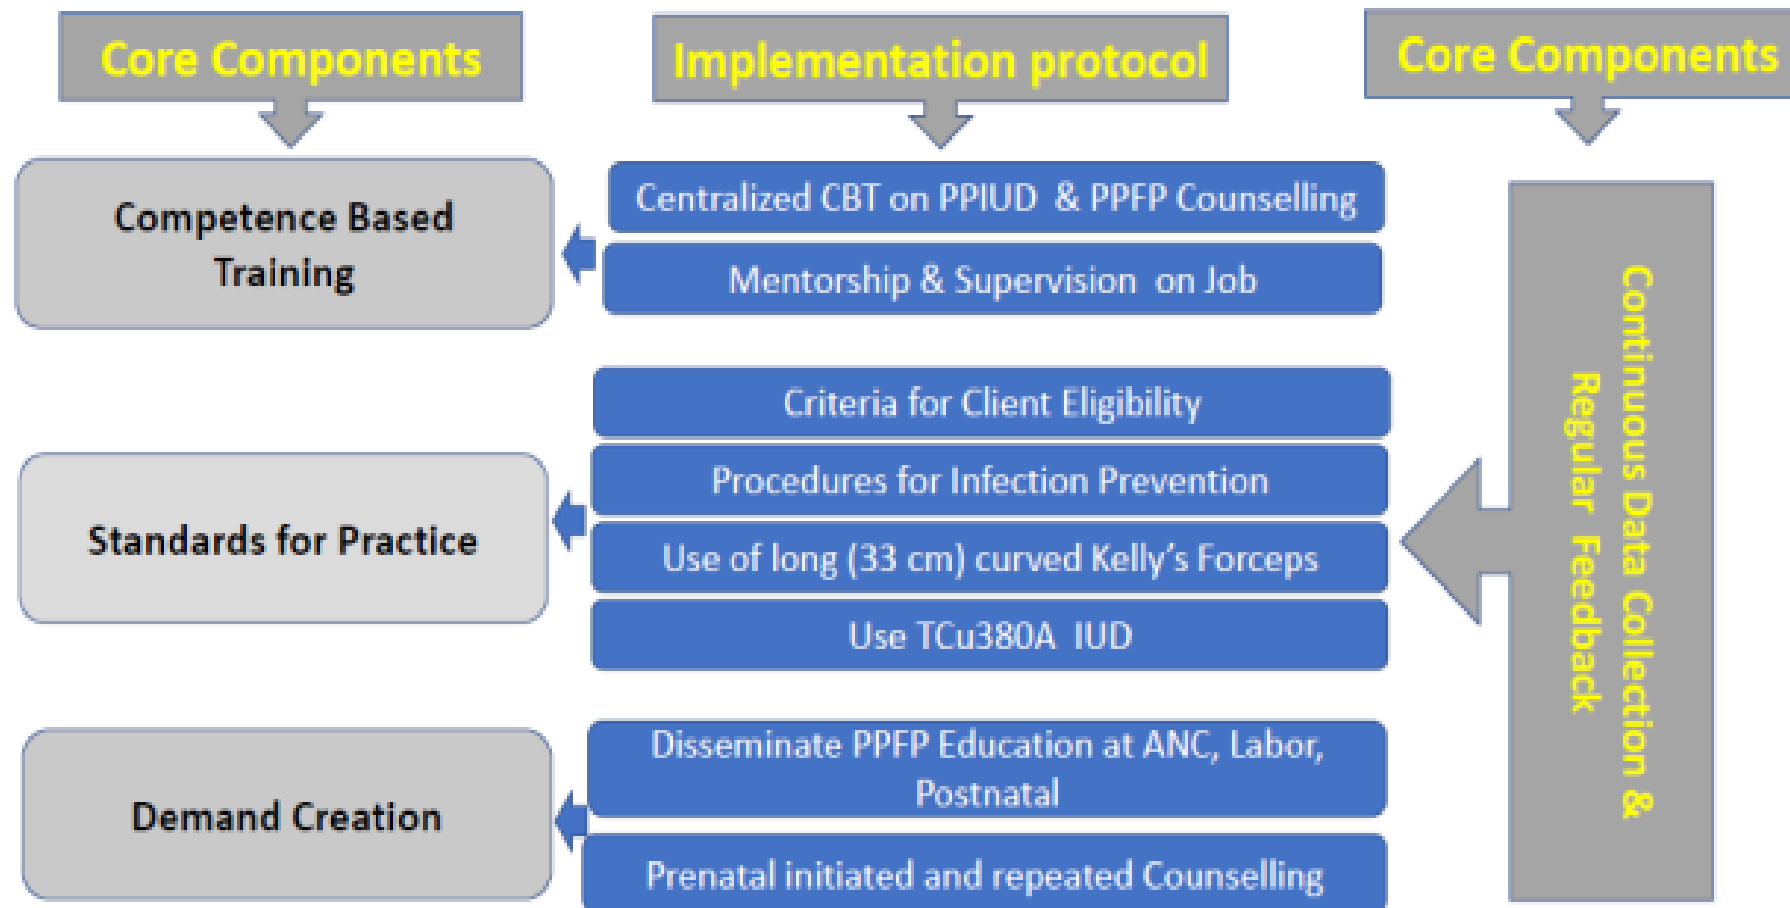 Core Components
Implementation protocol
Core Components
Competence Based
Training
Centralized CBT on PPIUD & PPFP Counselling
Mentorship & Supervision on Job
Standards for Practice
Criteria for Client Eligibility
Procedures for Infection Prevention
Use of long (33 cm) curved Kelly's Forceps
Use TCu380A IUD
Demand Creation
Disseminate PPFP Education at ANC, Labor,
Postnatal
Prenatal initiated and repeated Counselling
Continuous Data Collection &
Regular Feedback